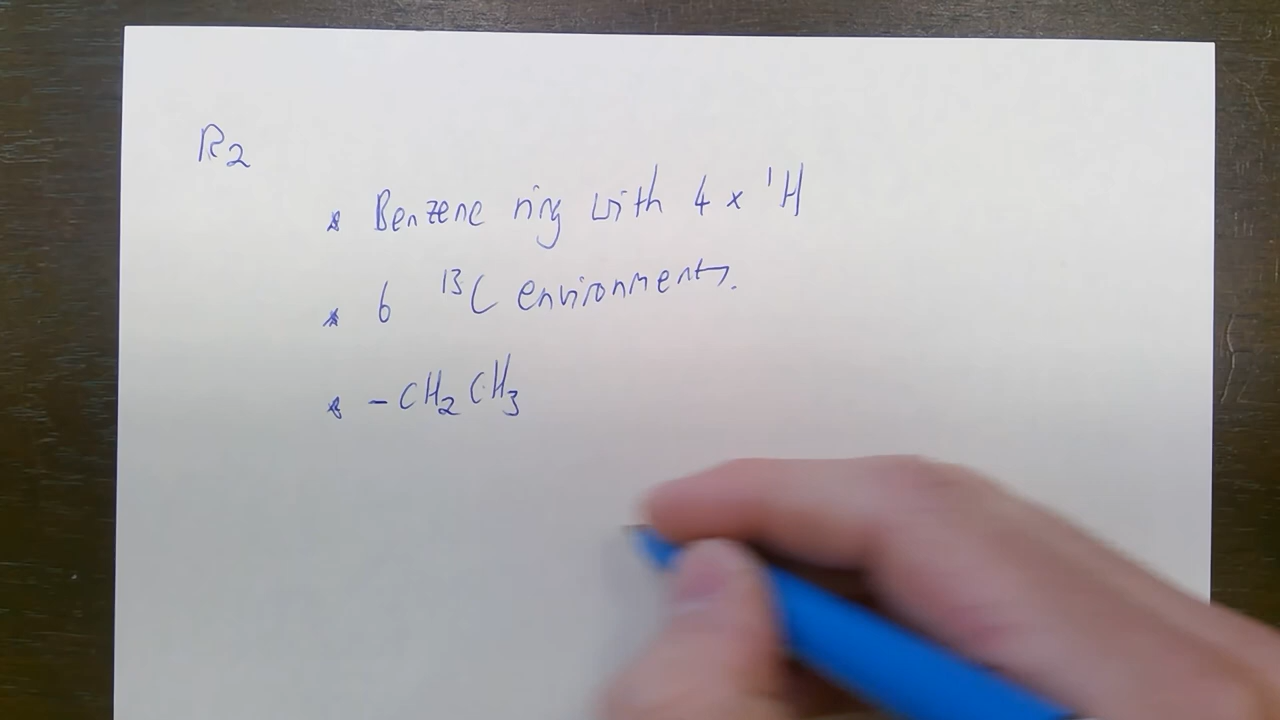 R₂
* Benzene ring with 4 x ¹H
* 6 ¹³C environments.
* -CH₂CH₃